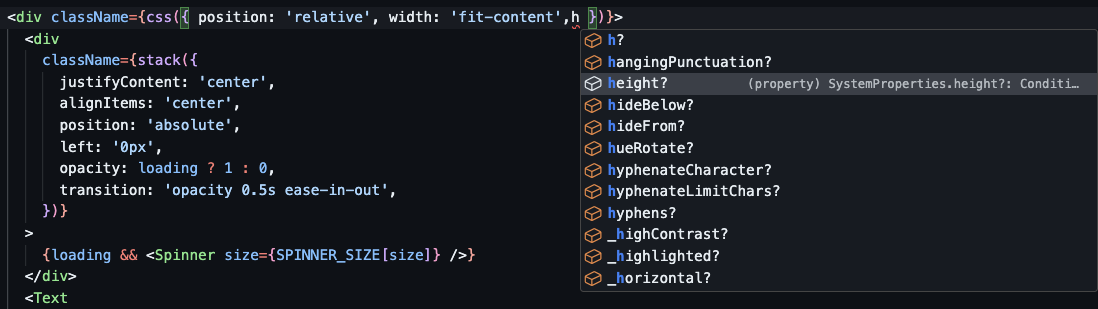 <div className={css({ position: 'relative', width: 'fit-content',h })}>
<div
className={stack({
justifyContent: 'center',
alignItems: 'center',
position: 'absolute',
left: '0px',
opacity: loading ? 1 : 0,
transition: 'opacity 0.5s ease-in-out',
})}
>
{loading && <Spinner size={SPINNER_SIZE[size]} />}
</div>
<Text
h?
hangingPunctuation?
height? (property) SystemProperties.height?: Conditi…
hideBelow?
hideFrom?
hueRotate?
hyphenateCharacter?
hyphenateLimitChars?
hyphens?
_highContrast?
_highlighted?
_horizontal?